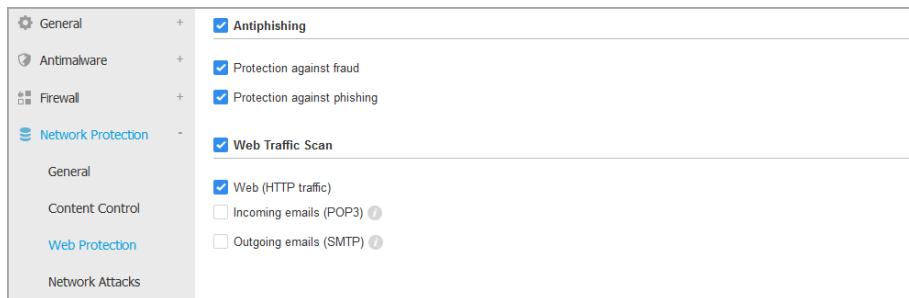 General +
Antimalware +
Firewall +
Network Protection -
General
Content Control
Web Protection
Network Attacks
Antiphishing
Protection against fraud
Protection against phishing
Web Traffic Scan
Web (HTTP traffic)
Incoming emails (POP3) i
Outgoing emails (SMTP) i